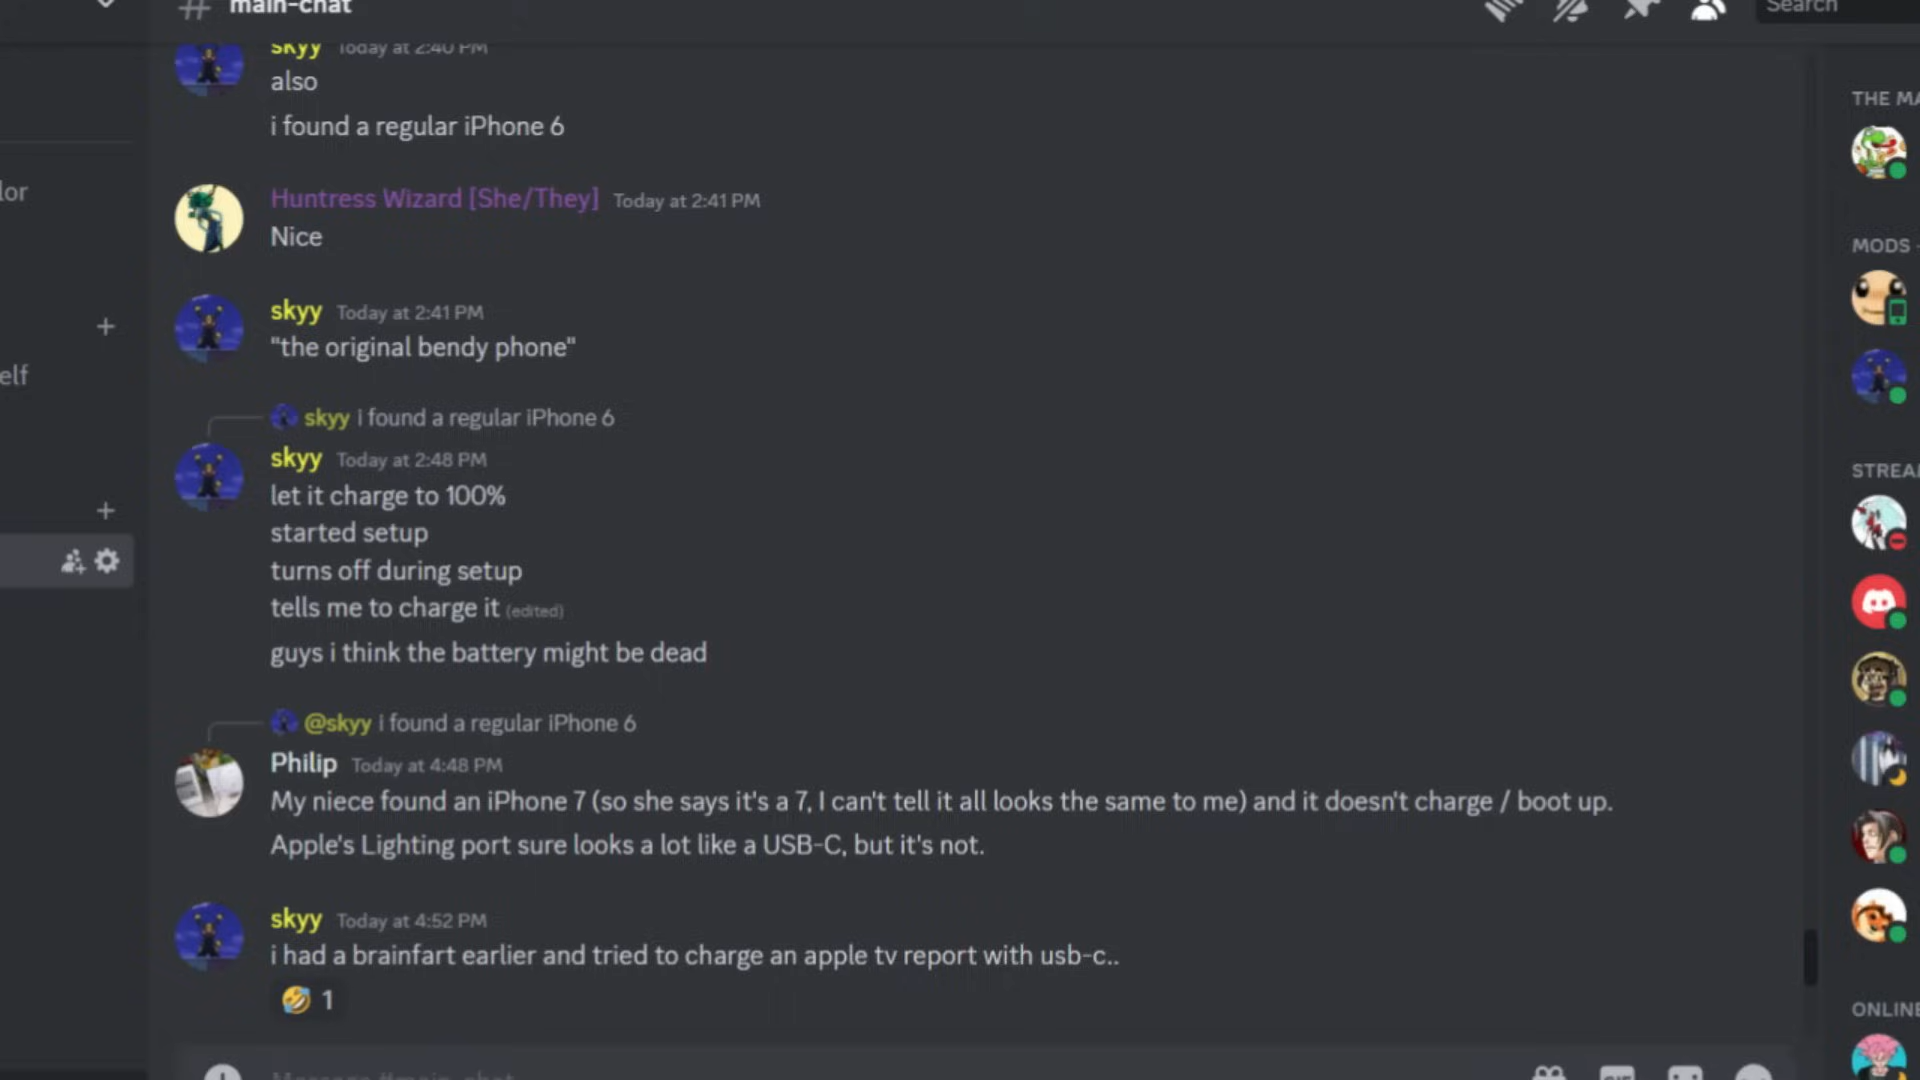 main-chat
Search
skyy Today at 2:40 PM
also
i found a regular iPhone 6
THE MA
lor
Huntress Wizard [She/They] Today at 2:41 PM
Nice
MODS -
skyy Today at 2:41 PM
"the original bendy phone"
elf
skyy i found a regular iPhone 6
skyy Today at 2:48 PM
let it charge to 100%
started setup
turns off during setup
tells me to charge it (edited)
guys i think the battery might be dead
STREA
@skyy i found a regular iPhone 6
Philip Today at 4:48 PM
My niece found an iPhone 7 (so she says it's a 7, I can't tell it all looks the same to me) and it doesn't charge / boot up.
Apple's Lighting port sure looks a lot like a USB-C, but it's not.
skyy Today at 4:52 PM
i had a brainfart earlier and tried to charge an apple tv report with usb-c..
1
ONLINE
Message #main-chat
GIF